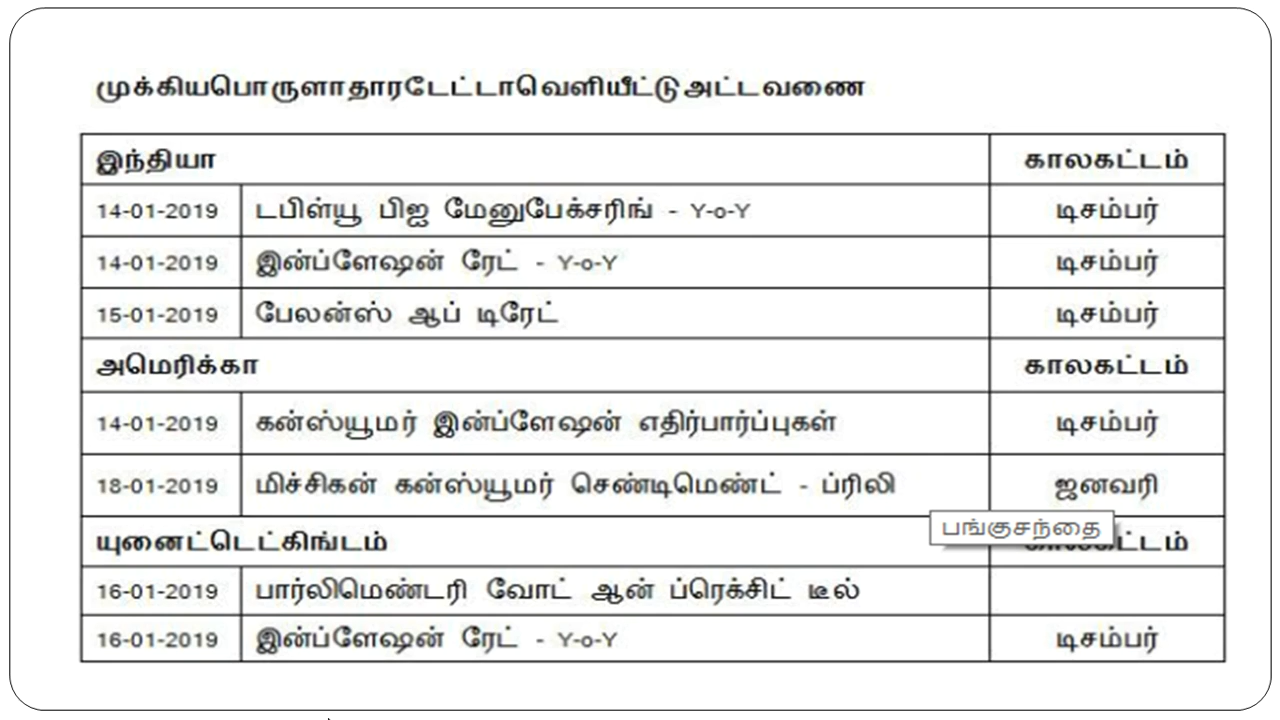 முக்கியபொருளாதாரடேட்டாவெளியீட்டு அட்டவணை
இந்தியா காலகட்டம்
14-01-2019 டபிள்யூ பிஐ மேனுபேக்சரிங் - Y-o-Y டிசம்பர்
14-01-2019 இன்ப்ளேஷன் ரேட் - Y-o-Y டிசம்பர்
15-01-2019 பேலன்ஸ் ஆப் டிரேட் டிசம்பர்
அமெரிக்கா காலகட்டம்
14-01-2019 கன்ஸ்யூமர் இன்ப்ளேஷன் எதிர்பார்ப்புகள் டிசம்பர்
18-01-2019 மிச்சிகன் கன்ஸ்யூமர் செண்டிமெண்ட் - ப்ரிலி ஜனவரி
பங்குசந்தை
யுனைட்டெட்கிங்டம் காலகட்டம்
16-01-2019 பார்லிமெண்டரி வோட் ஆன் ப்ரெக்சிட் டீல்
16-01-2019 இன்ப்ளேஷன் ரேட் - Y-o-Y டிசம்பர்